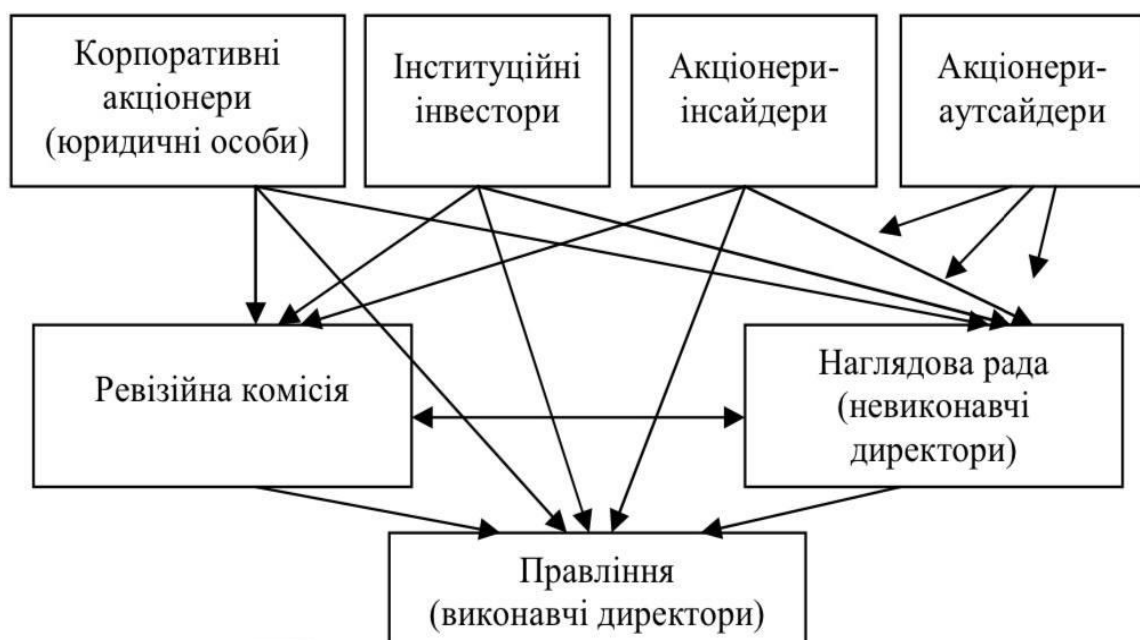 Корпоративні
акціонери
(юридичні особи)
Інституційні
інвестори
Акціонери-
інсайдери
Акціонери-
аутсайдери
Ревізійна комісія
Наглядова рада
(невиконавчі
директори)
Правління
(виконавчі директори)